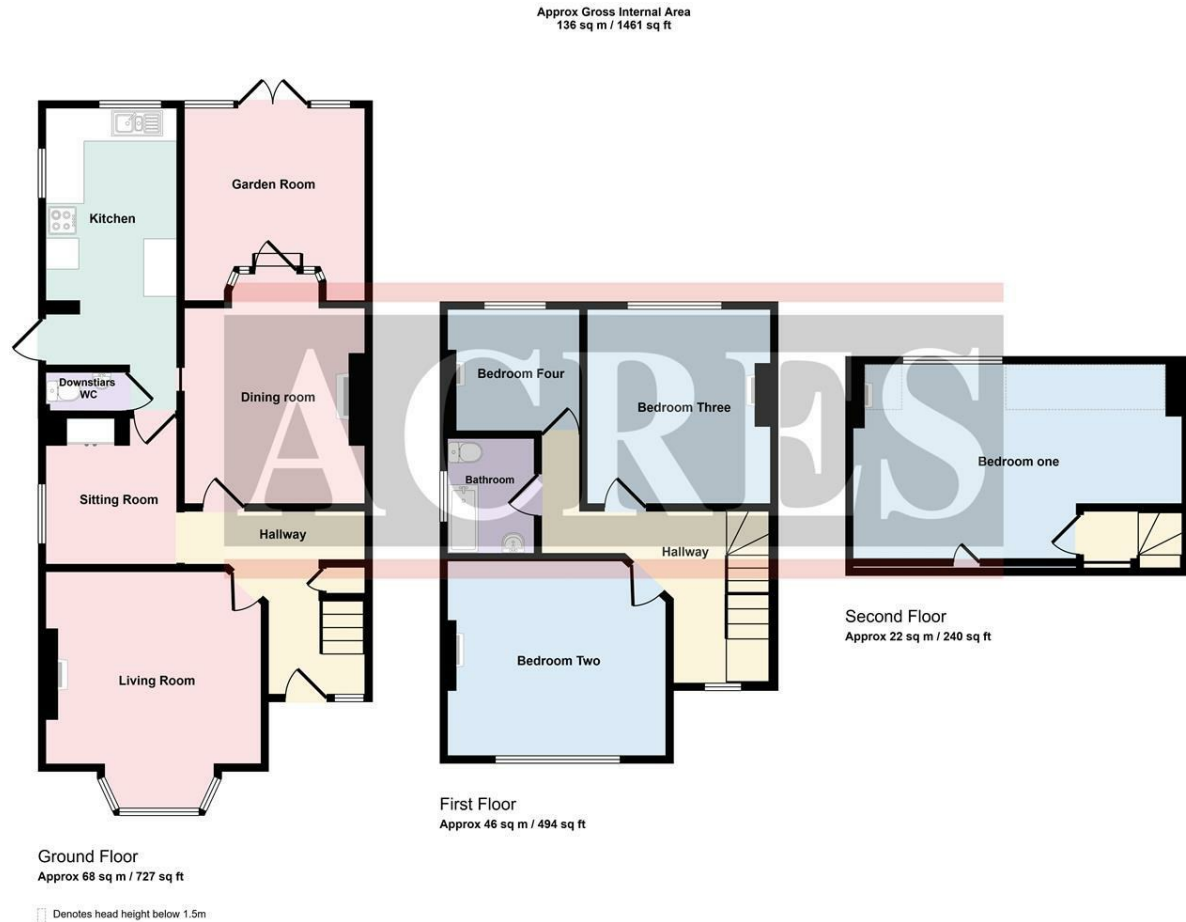 Approx Gross Internal Area
136 sq m / 1461 sq ft
Garden Room
Kitchen
Downstiars
WC
Dining room
Sitting Room
Hallway
Living Room
Ground Floor
Approx 68 sq m / 727 sq ft
Denotes head height below 1.5m
Bedroom Four
Bedroom Three
Bathroom
Hallway
Bedroom Two
First Floor
Approx 46 sq m / 494 sq ft
Bedroom one
Second Floor
Approx 22 sq m / 240 sq ft
ACRES